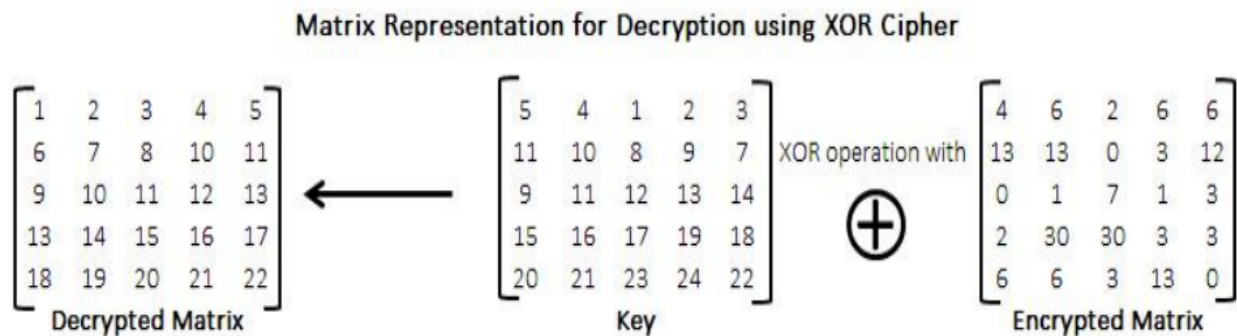 Matrix Representation for Decryption using XOR Cipher
1 2 3 4 5
6 7 8 10 11
9 10 11 12 13
13 14 15 16 17
18 19 20 21 22
Decrypted Matrix
5 4 1 2 3
11 10 8 9 7
9 11 12 13 14
15 16 17 19 18
20 21 23 24 22
Key
XOR operation with
4 6 2 6 6
13 13 0 3 12
0 1 7 1 3
2 30 30 3 3
6 6 3 13 0
Encrypted Matrix